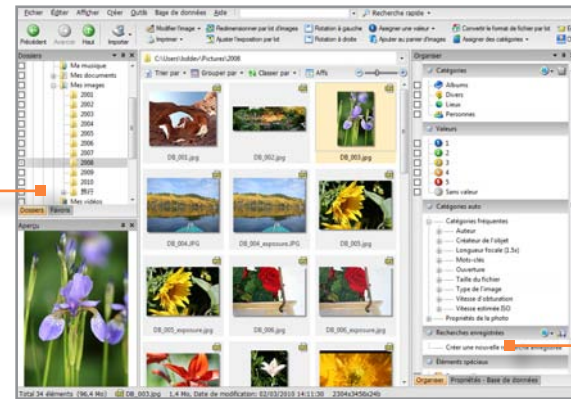 Fichier Éditer Afficher Créer Outils Base de données Aide
Recherche rapide
Précédent Avancer Haut Importer
Modifier l'image Redimensionner par lot d'images Rotation à gauche Assigner une valeur Convertir le format de fichier par lot
Imprimer Ajuster l'exposition par lot Rotation à droite Ajouter au panier d'images Assigner des catégories
Dossiers
Ma musique
Mes documents
Mes images
2001
2002
2003
2004
2005
2006
2007
2008
2009
2010
旅行
Mes vidéos
Dossiers Favoris
Aperçu
C:\Users\bdder\Pictures\2008
Trier par Grouper par Classer par Affs
DB_001.jpg DB_002.jpg DB_003.jpg
DB_004.JPG DB_004_exposure.JPG DB_005.jpg
DB_005_exposure.jpg DB_006.jpg DB_006_exposure.jpg
Organiser
Catégories
Albums
Divers
Lieux
Personnes
Valeurs
1
2
3
4
5
Sans valeur
Catégories auto
Catégories fréquentes
Auteur
Créateur de l'objet
Longueur focale (1.5x)
Mots-clés
Ouverture
Taille du fichier
Type de l'image
Vitesse d'obturation
Vitesse estimée ISO
Propriétés de la photo
Recherches enregistrées
Créer une nouvelle recherche enregistrée
Éléments spéciaux
Organiser Propriétés - Base de données
Total 34 éléments (96,4 Mo) DB_003.jpg 1,4 Mo, Date de modification: 02/03/2010 14:11:30 2304x3456x24b